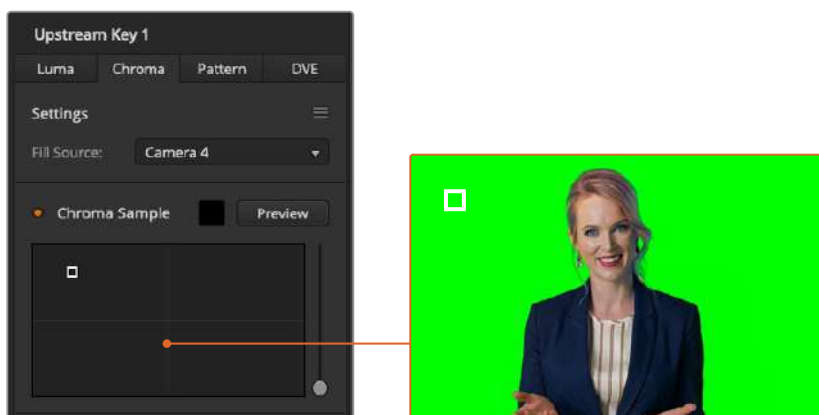 Upstream Key 1
Luma Chroma Pattern DVE
Settings
Fill Source: Camera 4
Chroma Sample Preview